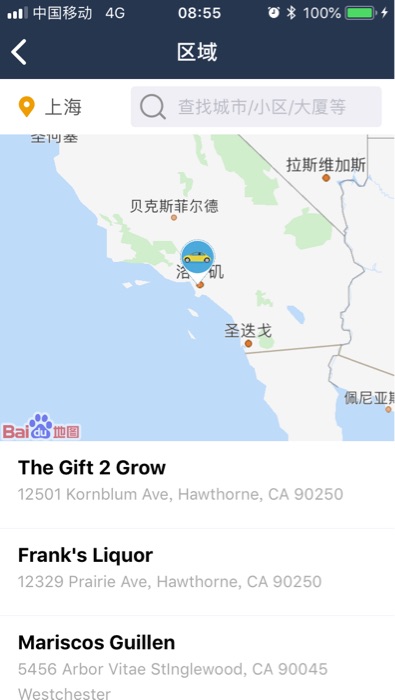 中国移动 4G 08:55 100%
区域
上海 查找城市/小区/大厦等
圣何塞
拉斯维加斯
贝克斯菲尔德
洛 矶
圣迭戈
佩尼亚斯
Bai du 地图
The Gift 2 Grow
12501 Kornblum Ave, Hawthorne, CA 90250
Frank's Liquor
12329 Prairie Ave, Hawthorne, CA 90250
Mariscos Guillen
5456 Arbor Vitae StInglewood, CA 90045
Westchester